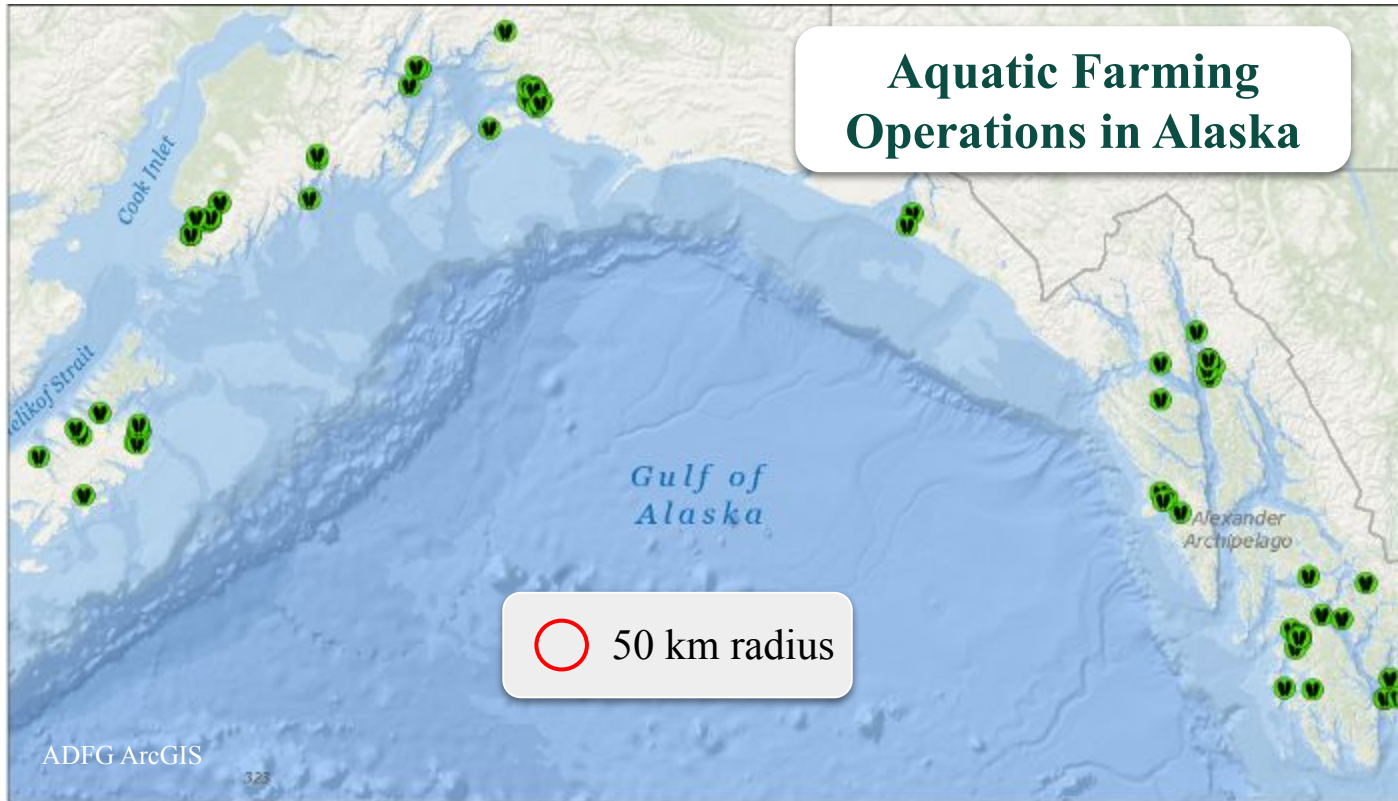 Aquatic Farming
Operations in Alaska
Cook Inlet
elikof Strait
Gulf of
Alaska
Alexander
Archipelago
50 km radius
ADFG ArcGIS
323